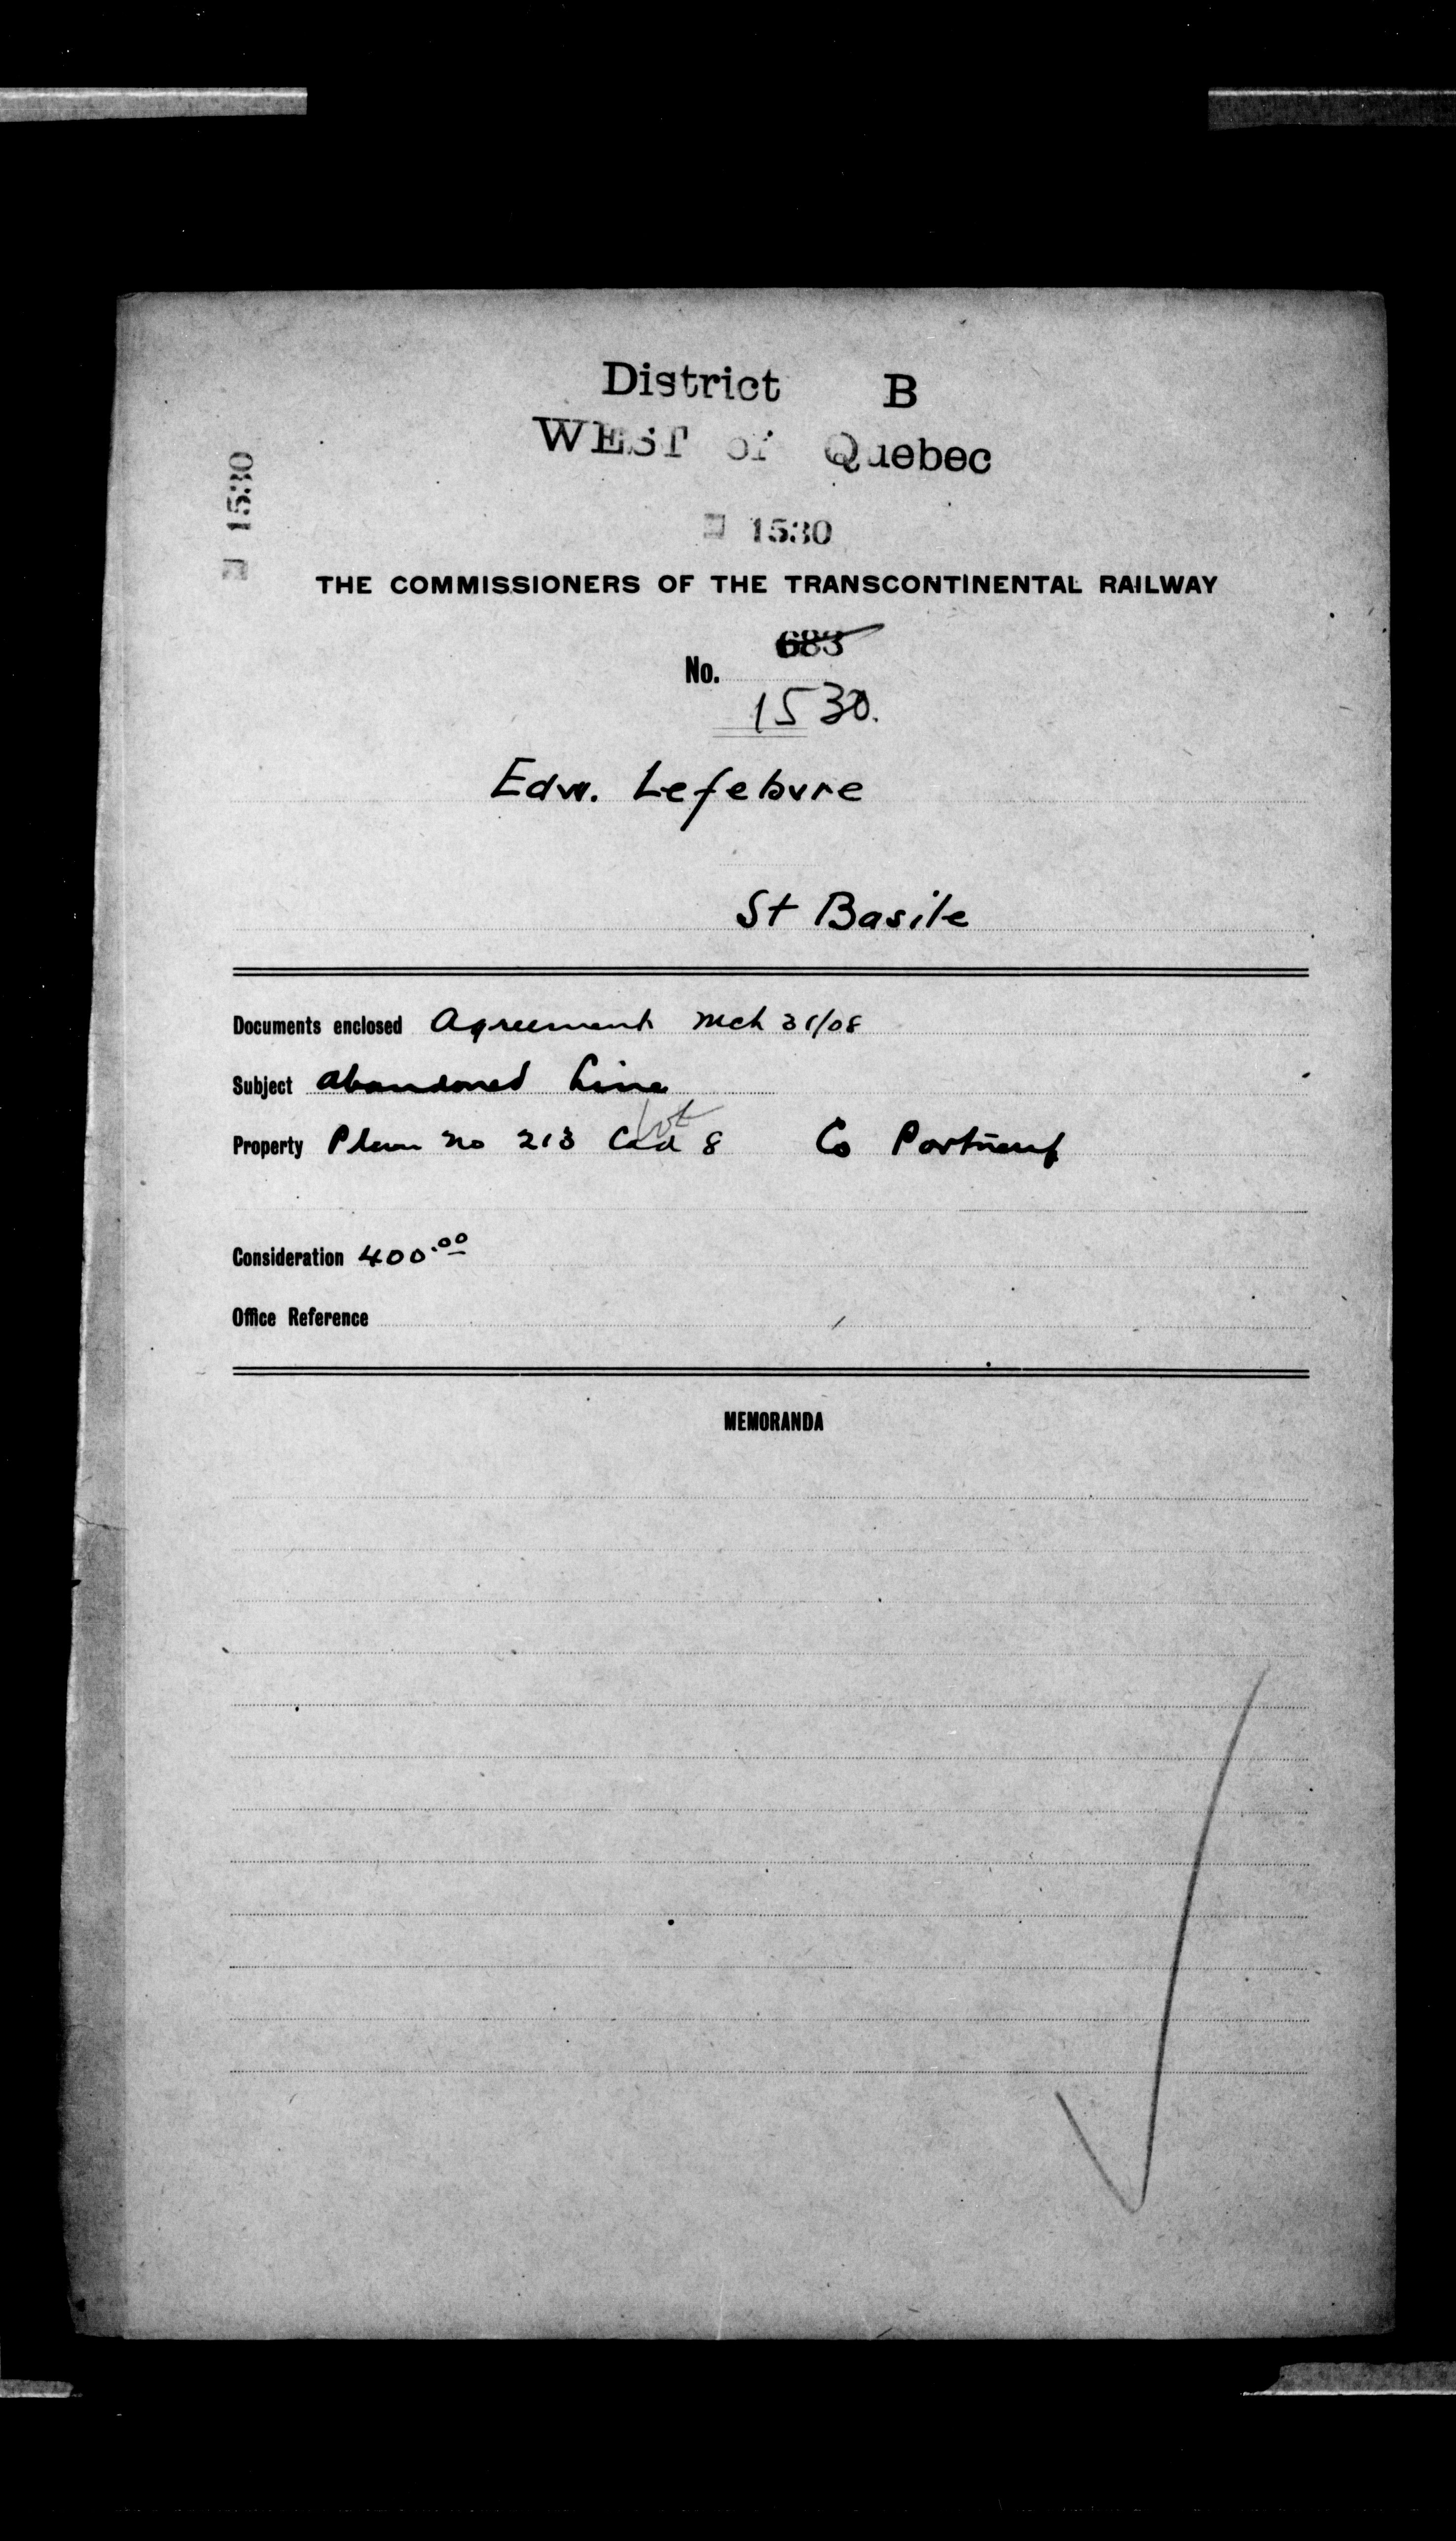 District B
WEST of Quebec
1530
1530
THE COMMISSIONERS OF THE TRANSCONTINENTAL RAILWAY
683
No.
1530.
Edw. Lefebvre
St Basile
Documents enclosed Agreement Mch 31/08
Subject Abandoned Line
lot
Property Plan no 213 Cad 8 Co Portneuf
Consideration 400.00
Office Reference
MEMORANDA